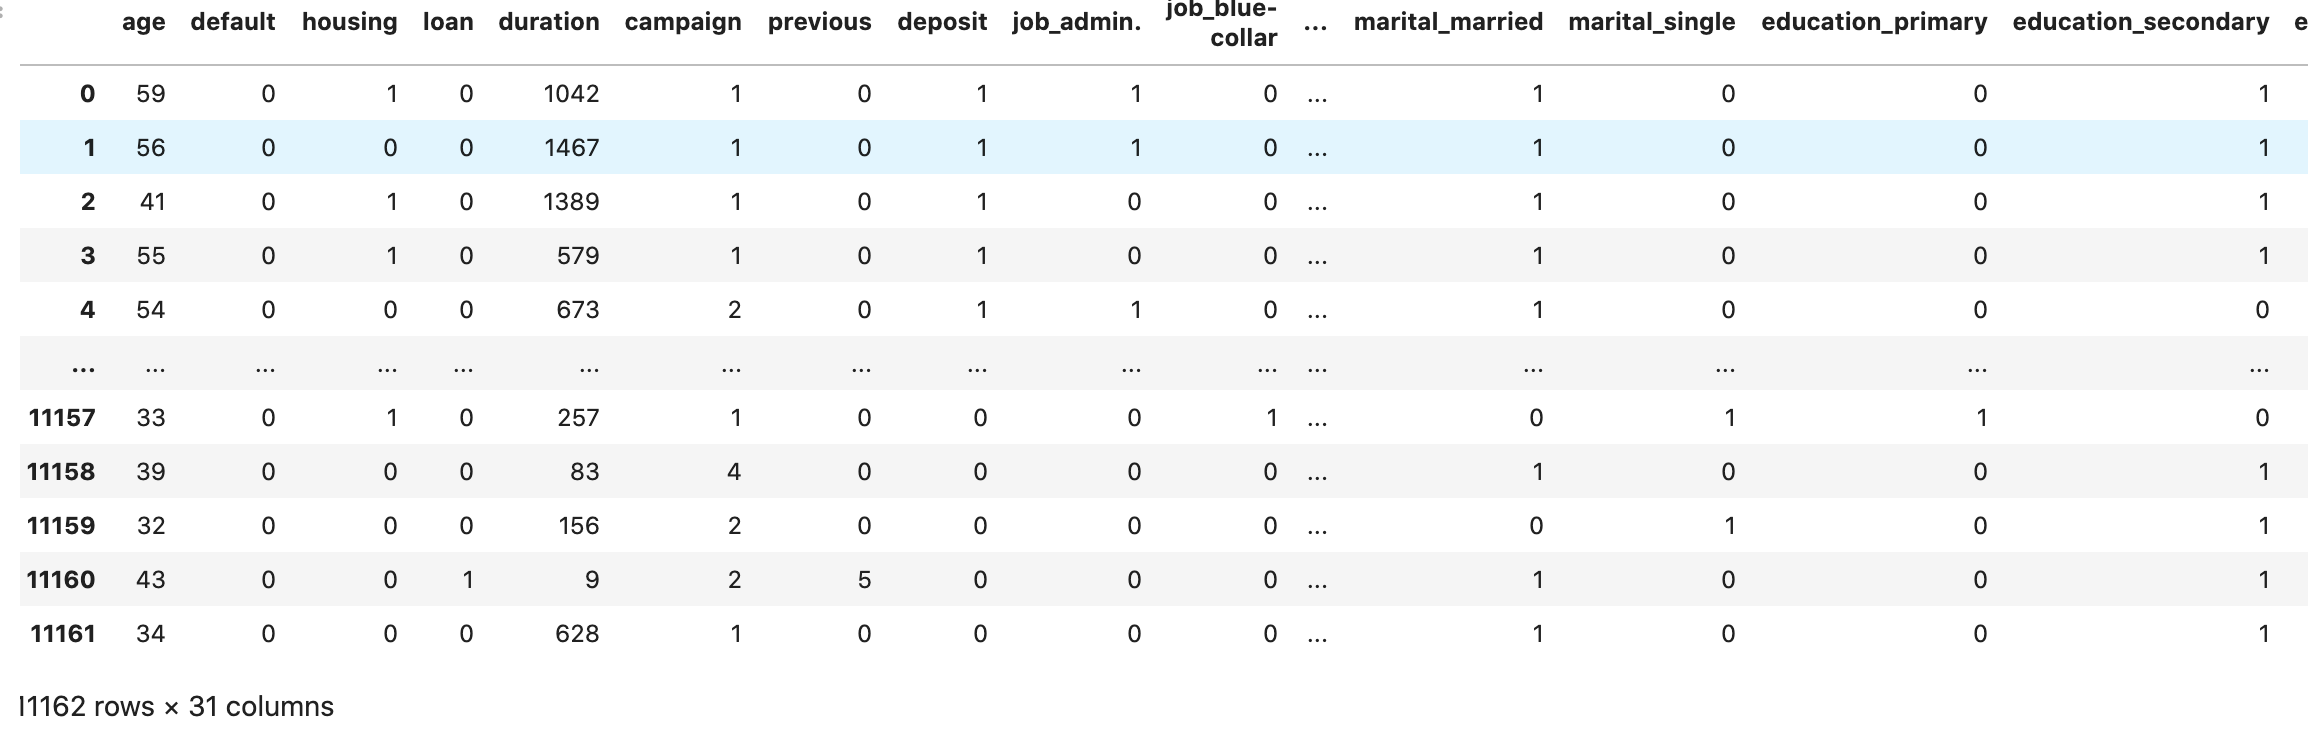 age default housing loan duration campaign previous deposit job_admin. job_blue-collar ... marital_married marital_single education_primary education_secondary e
0 59 0 1 0 1042 1 0 1 1 0 ... 1 0 0 1
1 56 0 0 0 1467 1 0 1 1 0 ... 1 0 0 1
2 41 0 1 0 1389 1 0 1 0 0 ... 1 0 0 1
3 55 0 1 0 579 1 0 1 0 0 ... 1 0 0 1
4 54 0 0 0 673 2 0 1 1 0 ... 1 0 0 0
... ... ... ... ... ... ... ... ... ... ... ... ... ... ... ...
11157 33 0 1 0 257 1 0 0 0 1 ... 0 1 1 0
11158 39 0 0 0 83 4 0 0 0 0 ... 1 0 0 1
11159 32 0 0 0 156 2 0 0 0 0 ... 0 1 0 1
11160 43 0 0 1 9 2 5 0 0 0 ... 1 0 0 1
11161 34 0 0 0 628 1 0 0 0 0 ... 1 0 0 1
11162 rows × 31 columns